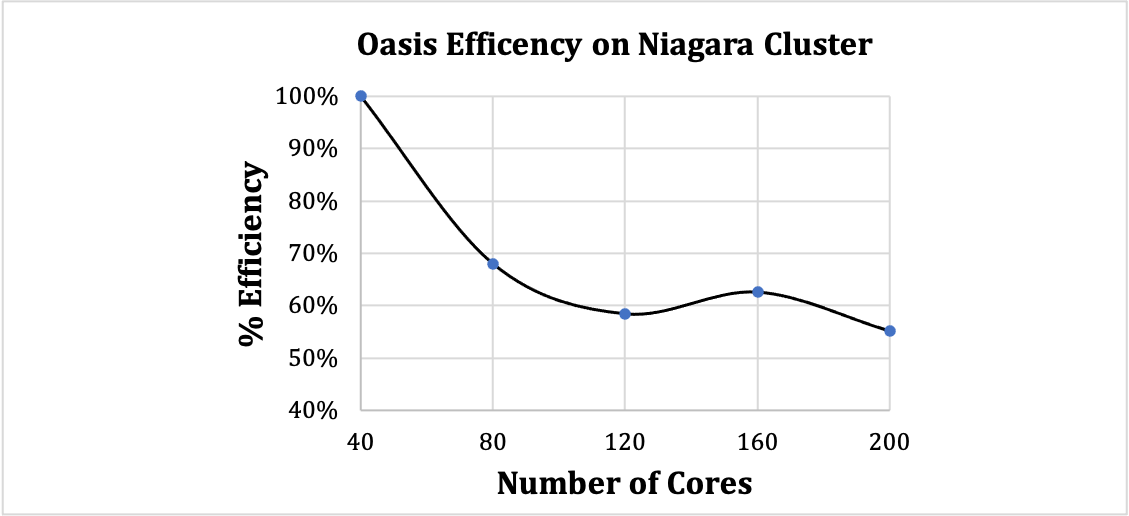 Oasis Efficency on Niagara Cluster
% Efficiency
100%
90%
80%
70%
60%
50%
40%
40 80 120 160 200
Number of Cores